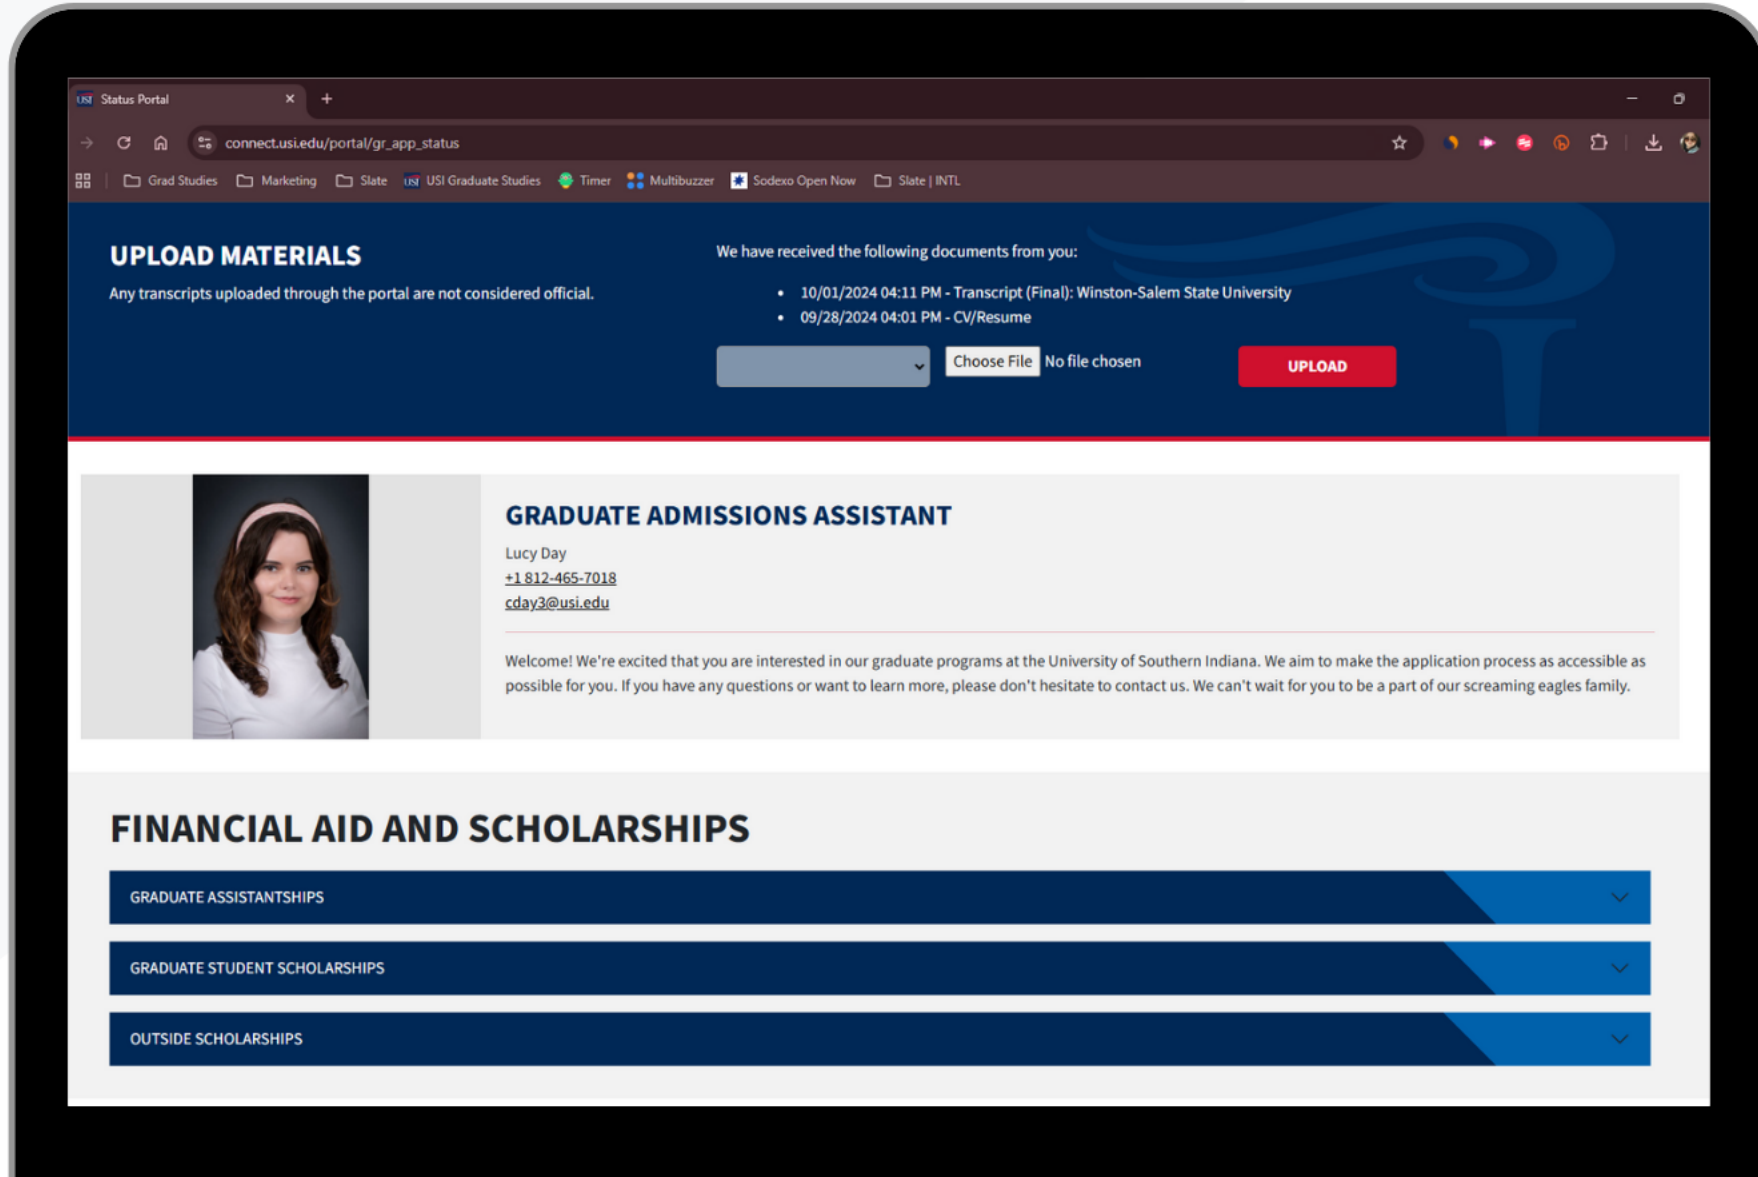 USI Status Portal
connect.usi.edu/portal/gr_app_status
Grad Studies Marketing Slate USI USI Graduate Studies Timer Multibuzzer Sodexo Open Now Slate | INTL
UPLOAD MATERIALS
Any transcripts uploaded through the portal are not considered official.
We have received the following documents from you:
• 10/01/2024 04:11 PM - Transcript (Final): Winston-Salem State University
• 09/28/2024 04:01 PM - CV/Resume
Choose File No file chosen
UPLOAD
GRADUATE ADMISSIONS ASSISTANT
Lucy Day
+1 812-465-7018
cday3@usi.edu
Welcome! We're excited that you are interested in our graduate programs at the University of Southern Indiana. We aim to make the application process as accessible as
possible for you. If you have any questions or want to learn more, please don't hesitate to contact us. We can't wait for you to be a part of our screaming eagles family.
FINANCIAL AID AND SCHOLARSHIPS
GRADUATE ASSISTANTSHIPS
GRADUATE STUDENT SCHOLARSHIPS
OUTSIDE SCHOLARSHIPS